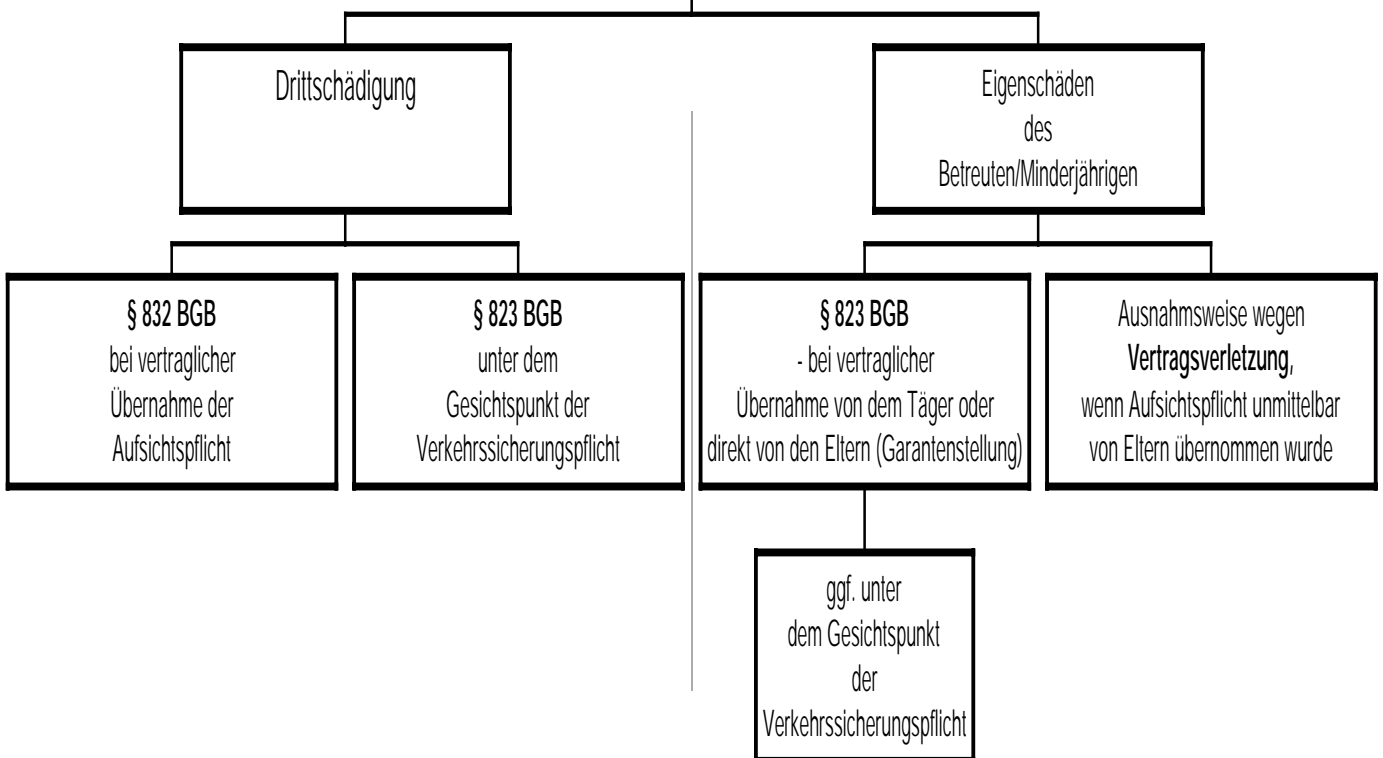 Drittschädigung
Eigenschäden
des
Betreuten/Minderjährigen
§ 832 BGB
bei vertraglicher
Übernahme der
Aufsichtspflicht
§ 823 BGB
unter dem
Gesichtspunkt der
Verkehrssicherungspflicht
§ 823 BGB
- bei vertraglicher
Übernahme von dem Täger oder
direkt von den Eltern (Garantenstellung)
Ausnahmsweise wegen
Vertragsverletzung,
wenn Aufsichtspflicht unmittelbar
von Eltern übernommen wurde
ggf. unter
dem Gesichtspunkt
der
Verkehrssicherungspflicht